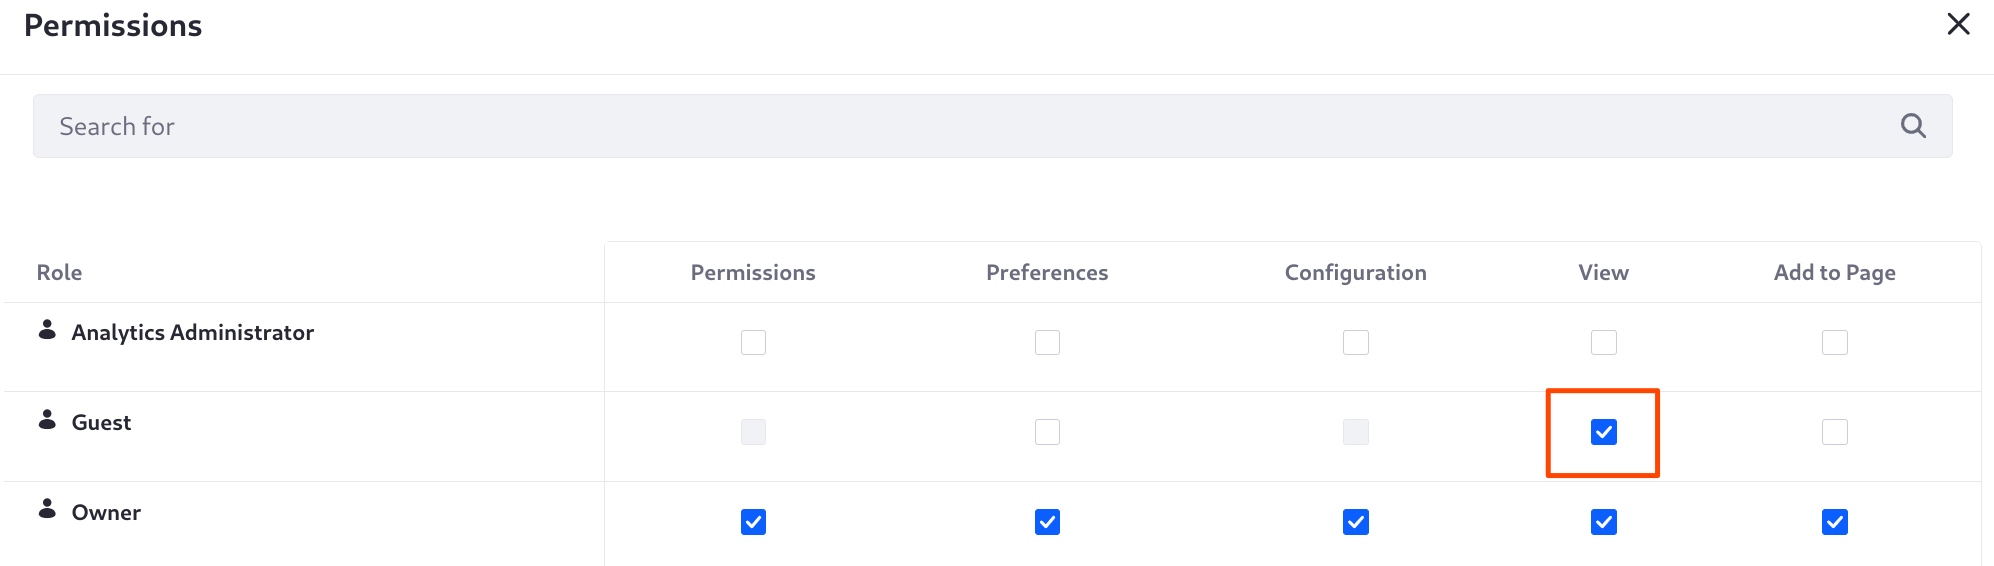 Permissions
Search for
Role Permissions Preferences Configuration View Add to Page
Analytics Administrator
Guest
Owner